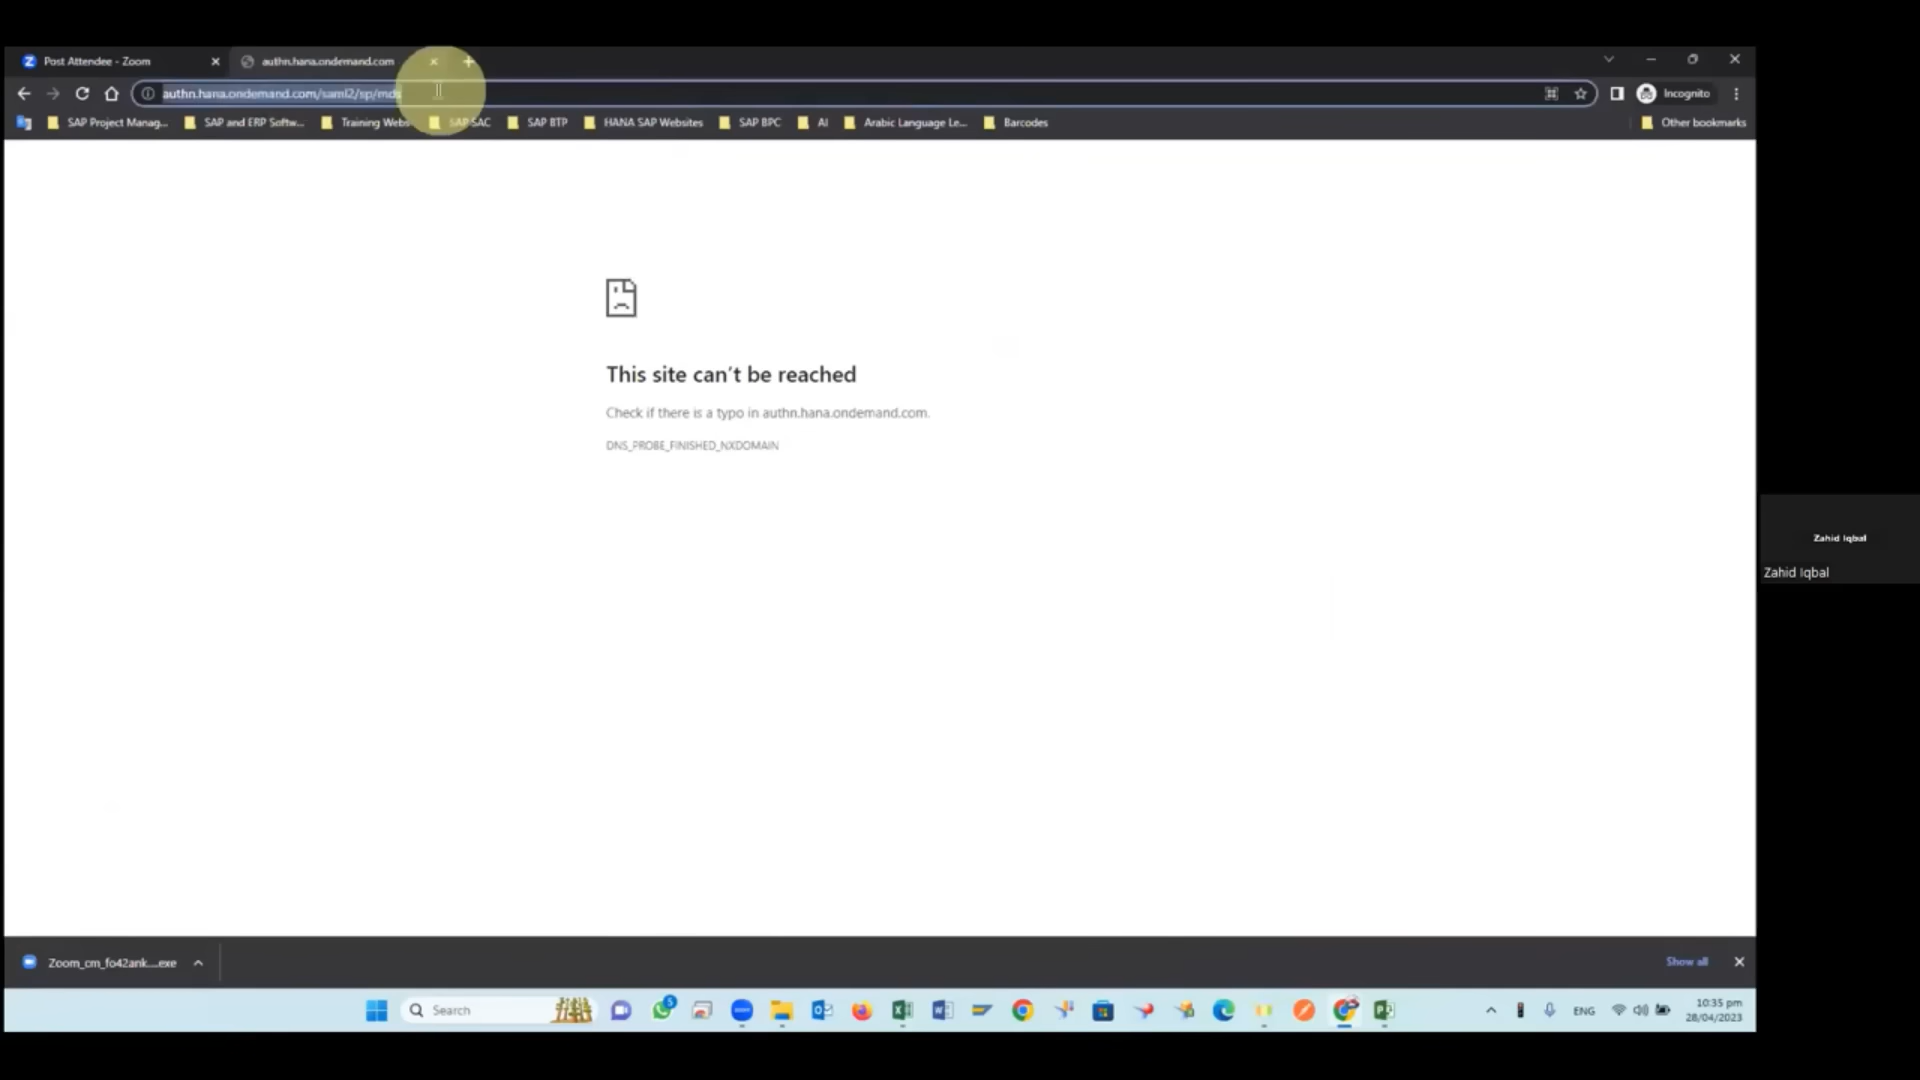 Post Attendee - Zoom
authn.hana.ondemand.com
authn.hana.ondemand.com/saml2/sp/mds
Incognito
SAP Project Manag...
SAP and ERP Softw...
Training Webs
SAP SAC
SAP BTP
HANA SAP Websites
SAP BPC
AI
Arabic Language Le...
Barcodes
Other bookmarks
This site can't be reached
Check if there is a typo in authn.hana.ondemand.com.
DNS_PROBE_FINISHED_NXDOMAIN
Zahid Iqbal
Zahid Iqbal
Zoom_cm_fo42ank....exe
Show all
Search
5
ENG
10:35 pm
28/04/2023